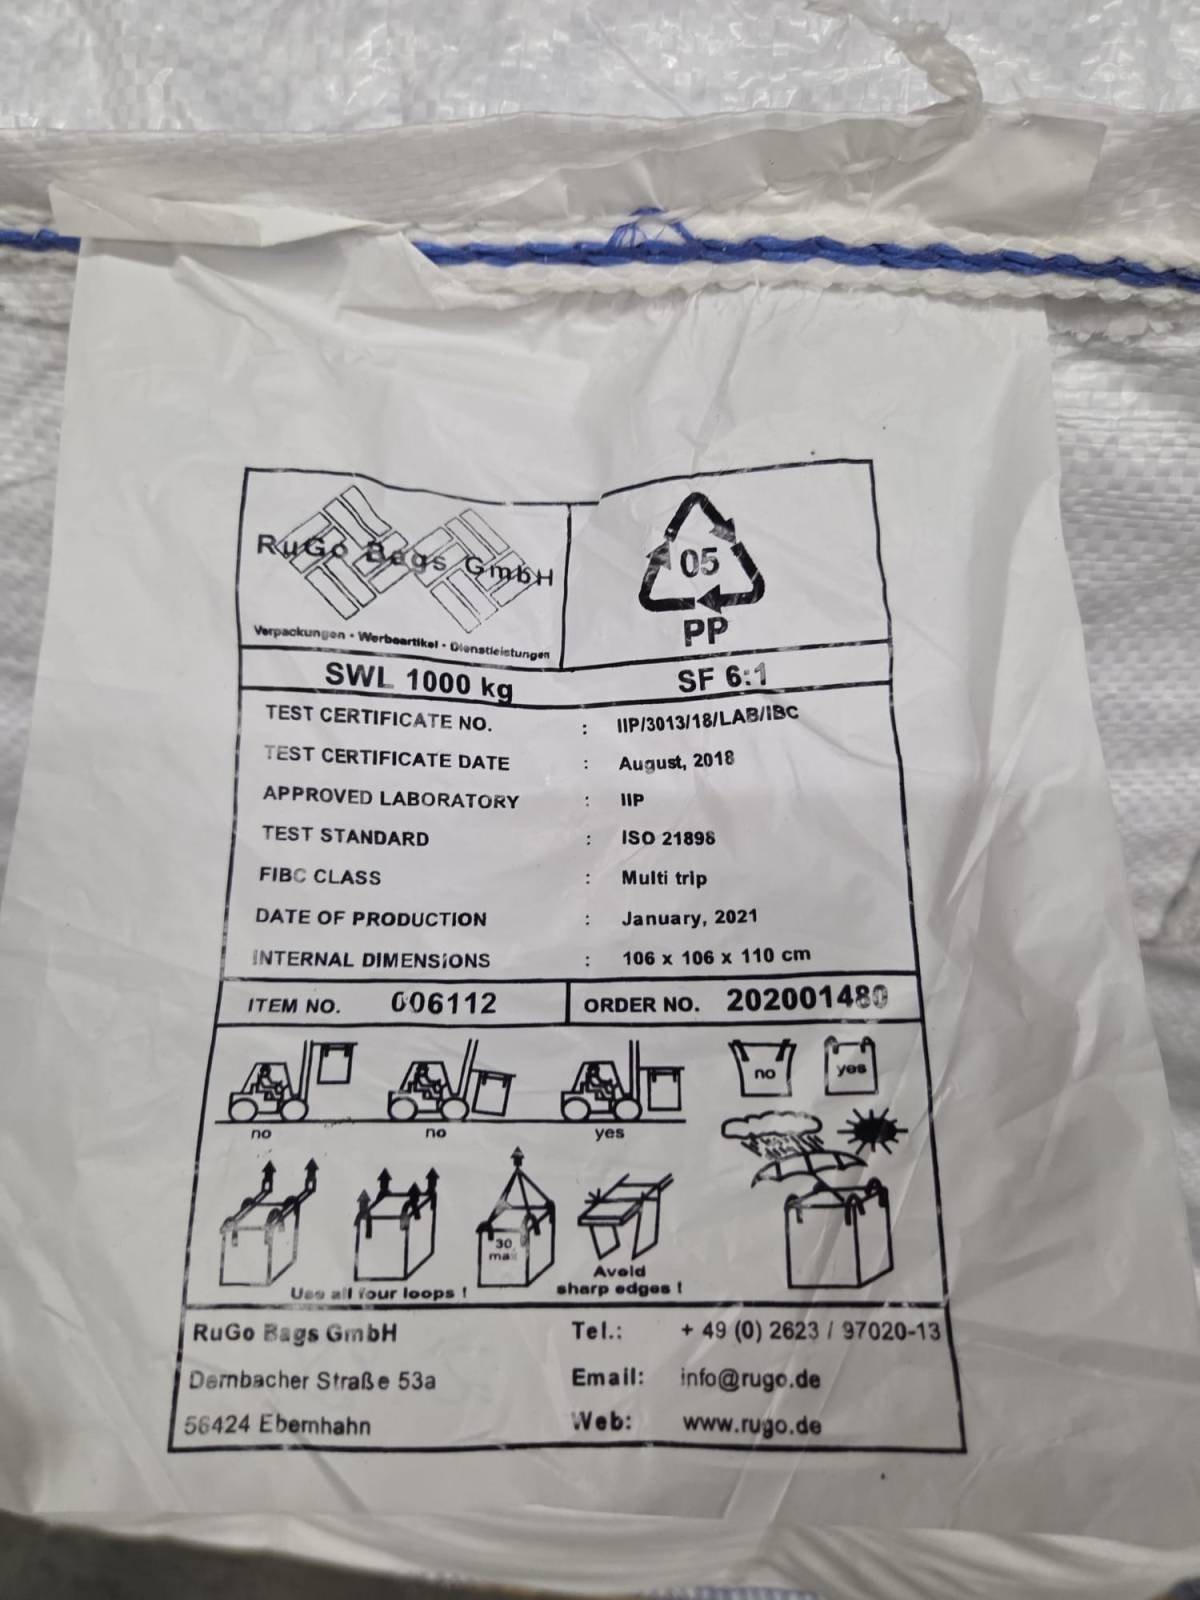 RuGo Bags GmbH
Verpackungen • Werbeartikel • Dienstleistungen
05
PP
SWL 1000 kg SF 6:1
TEST CERTIFICATE NO. : IIP/3013/18/LAB/IBC
TEST CERTIFICATE DATE : August, 2018
APPROVED LABORATORY : IIP
TEST STANDARD : ISO 21898
FIBC CLASS : Multi trip
DATE OF PRODUCTION : January, 2021
INTERNAL DIMENSIONS : 106 x 106 x 110 cm
ITEM NO. 006112 ORDER NO. 202001480
no yes
no no yes
30
max
Use all four loops !
Avoid
sharp edges !
RuGo Bags GmbH Tel.: + 49 (0) 2623 / 97020-13
Dernbacher Straße 53a Email: info@rugo.de
56424 Ebernhahn Web: www.rugo.de